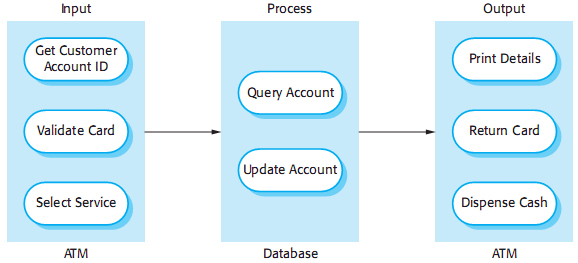 Input
Process
Output
Get Customer
Account ID
Validate Card
Select Service
Query Account
Update Account
Print Details
Return Card
Dispense Cash
ATM
Database
ATM